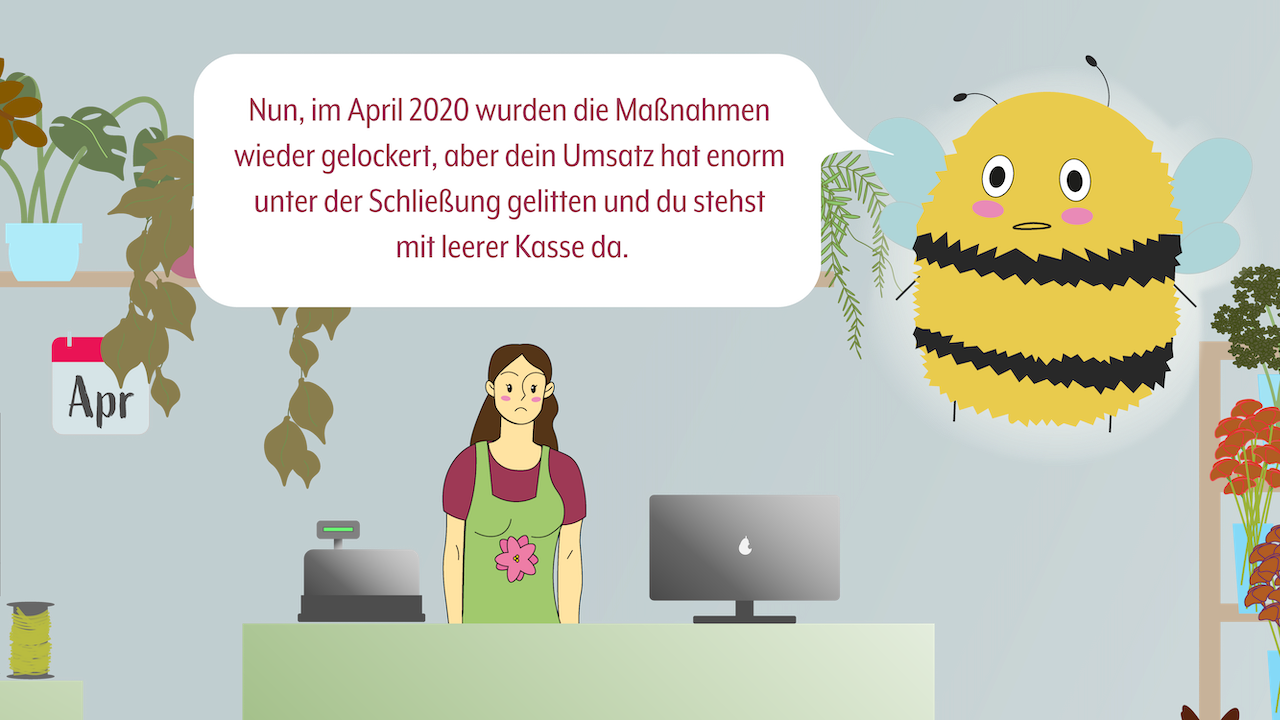 Nun, im April 2020 wurden die Maßnahmen
wieder gelockert, aber dein Umsatz hat enorm
unter der Schließung gelitten und du stehst
mit leerer Kasse da.
Apr